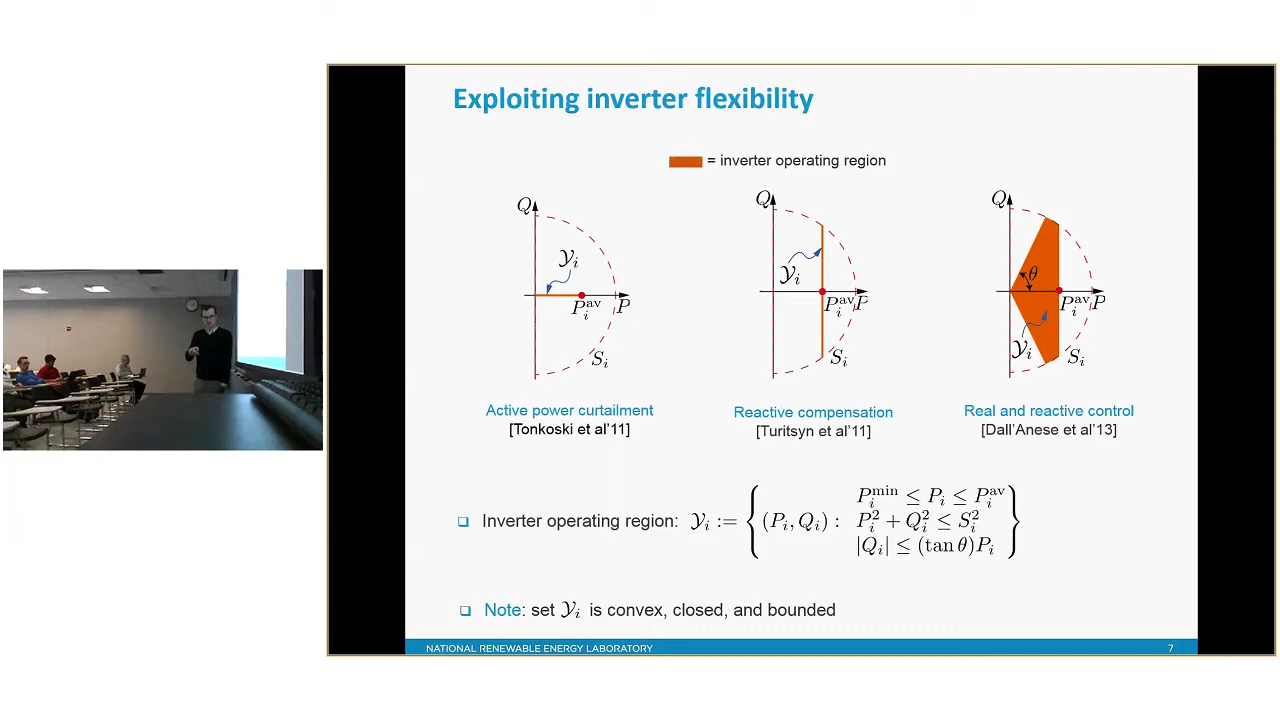 Exploiting inverter flexibility
= inverter operating region
Q
𝒴ᵢ
Pᵢᵃᵛ
P
Sᵢ
Active power curtailment
[Tonkoski et al'11]
Q
𝒴ᵢ
Pᵢᵃᵛ
P
Sᵢ
Reactive compensation
[Turitsyn et al'11]
Q
θ
Pᵢᵃᵛ
P
𝒴ᵢ
Sᵢ
Real and reactive control
[Dall'Anese et al'13]
Inverter operating region: 𝒴ᵢ := { (Pᵢ, Qᵢ) :
Pᵢᵐⁱⁿ ≤ Pᵢ ≤ Pᵢᵃᵛ
Pᵢ² + Qᵢ² ≤ Sᵢ²
|Qᵢ| ≤ (tan θ)Pᵢ }
Note: set 𝒴ᵢ is convex, closed, and bounded
NATIONAL RENEWABLE ENERGY LABORATORY
7